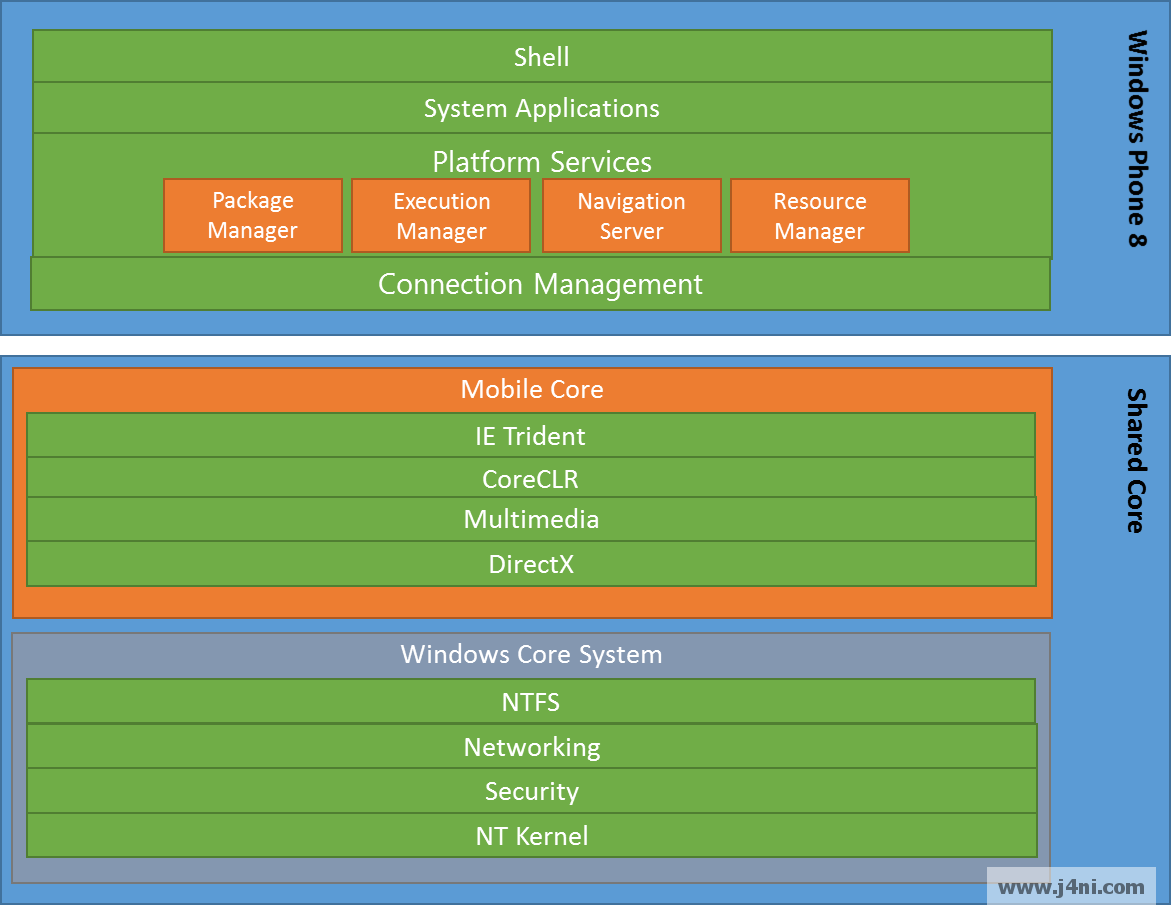 Shell
System Applications
Platform Services
Package
Manager
Execution
Manager
Navigation
Server
Resource
Manager
Connection Management
Windows Phone 8
Mobile Core
IE Trident
CoreCLR
Multimedia
DirectX
Shared Core
Windows Core System
NTFS
Networking
Security
NT Kernel
www.j4ni.com